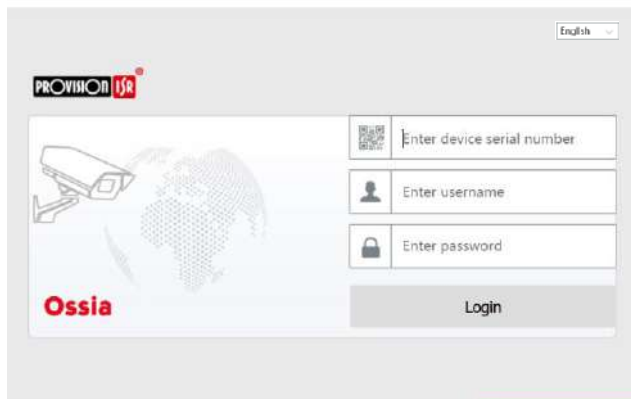 English
PROVISION ISR ®
Enter device serial number
Enter username
Enter password
Ossia
Login